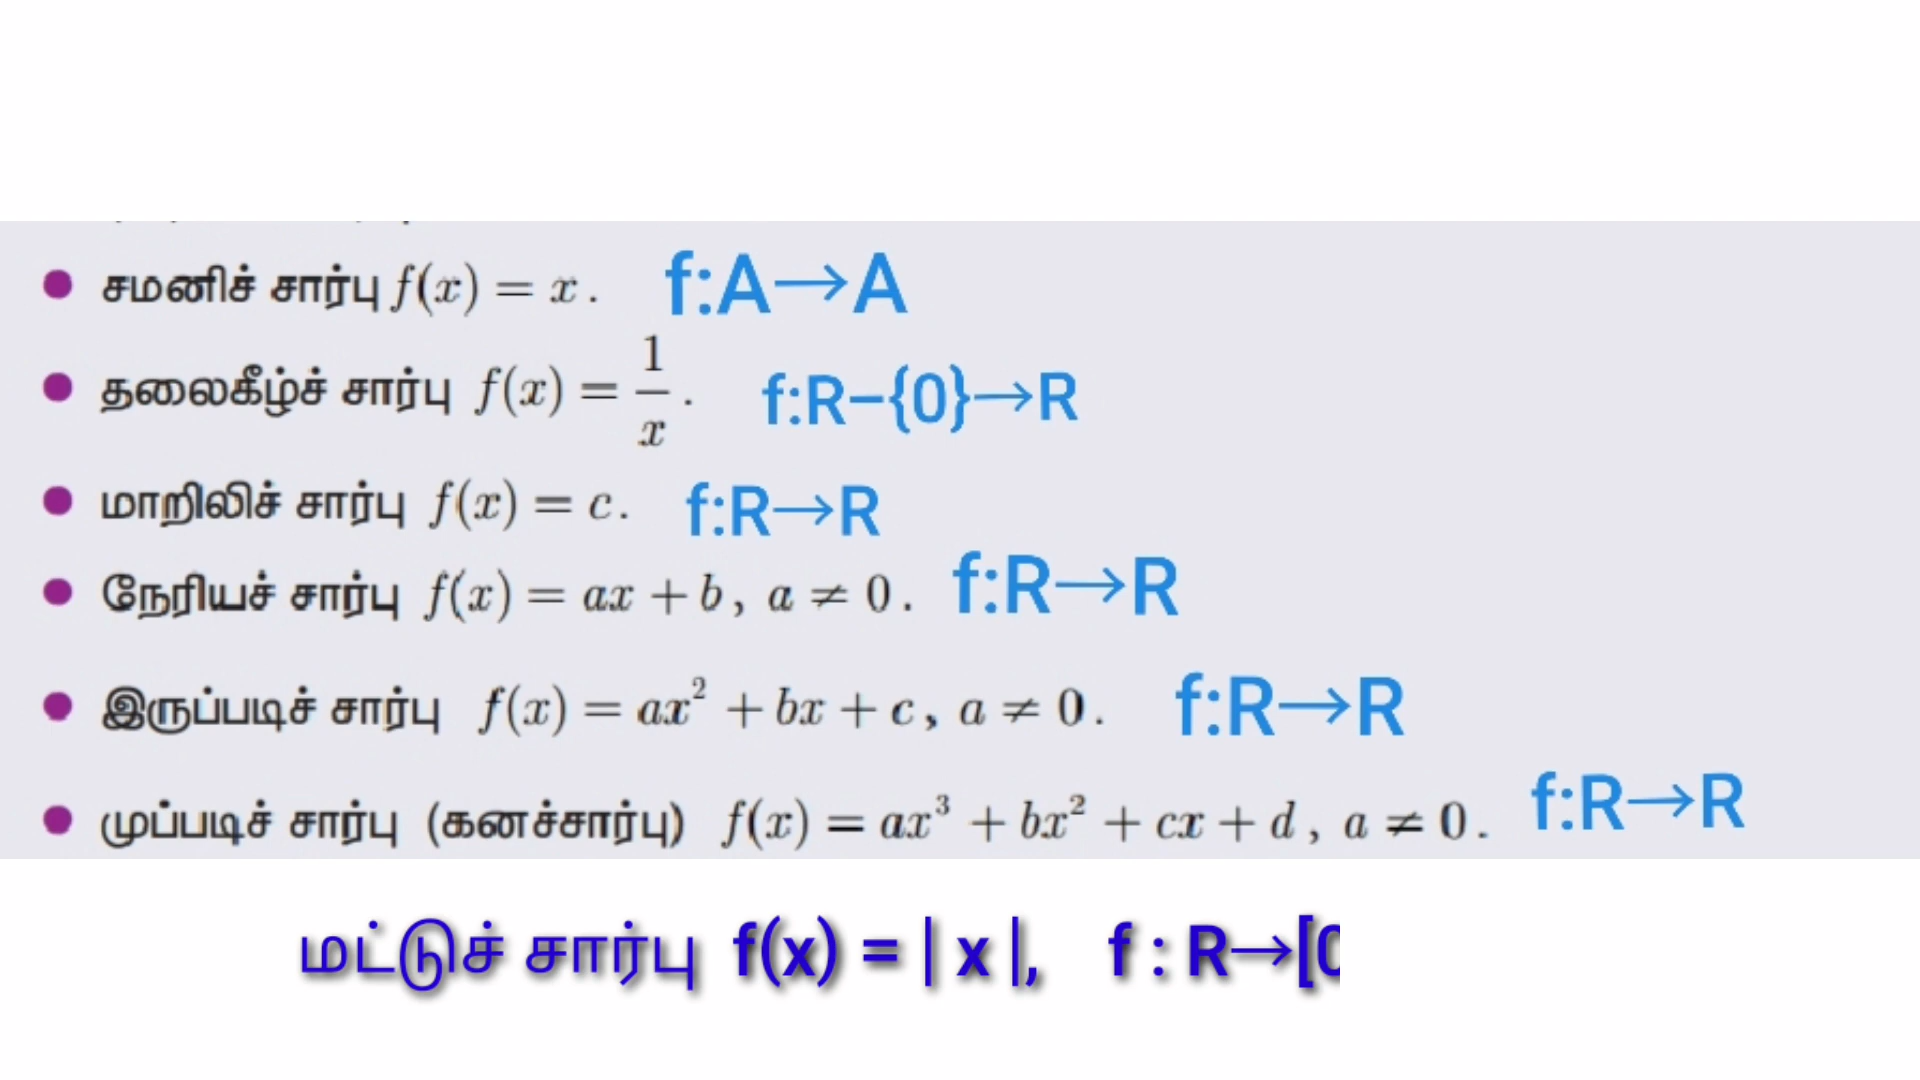 ● சமனிச் சார்பு f(x) = x . f:A→A
● தலைகீழ்ச் சார்பு f(x) = 1/x . f:R–{0}→R
● மாறிலிச் சார்பு f(x) = c . f:R→R
● நேரியச் சார்பு f(x) = ax + b , a ≠ 0 . f:R→R
● இருப்படிச் சார்பு f(x) = ax² + bx + c , a ≠ 0 . f:R→R
● முப்படிச் சார்பு (கனச்சார்பு) f(x) = ax³ + bx² + cx + d , a ≠ 0 . f:R→R
மட்டுச் சார்பு f(x) = | x |, f : R→[0